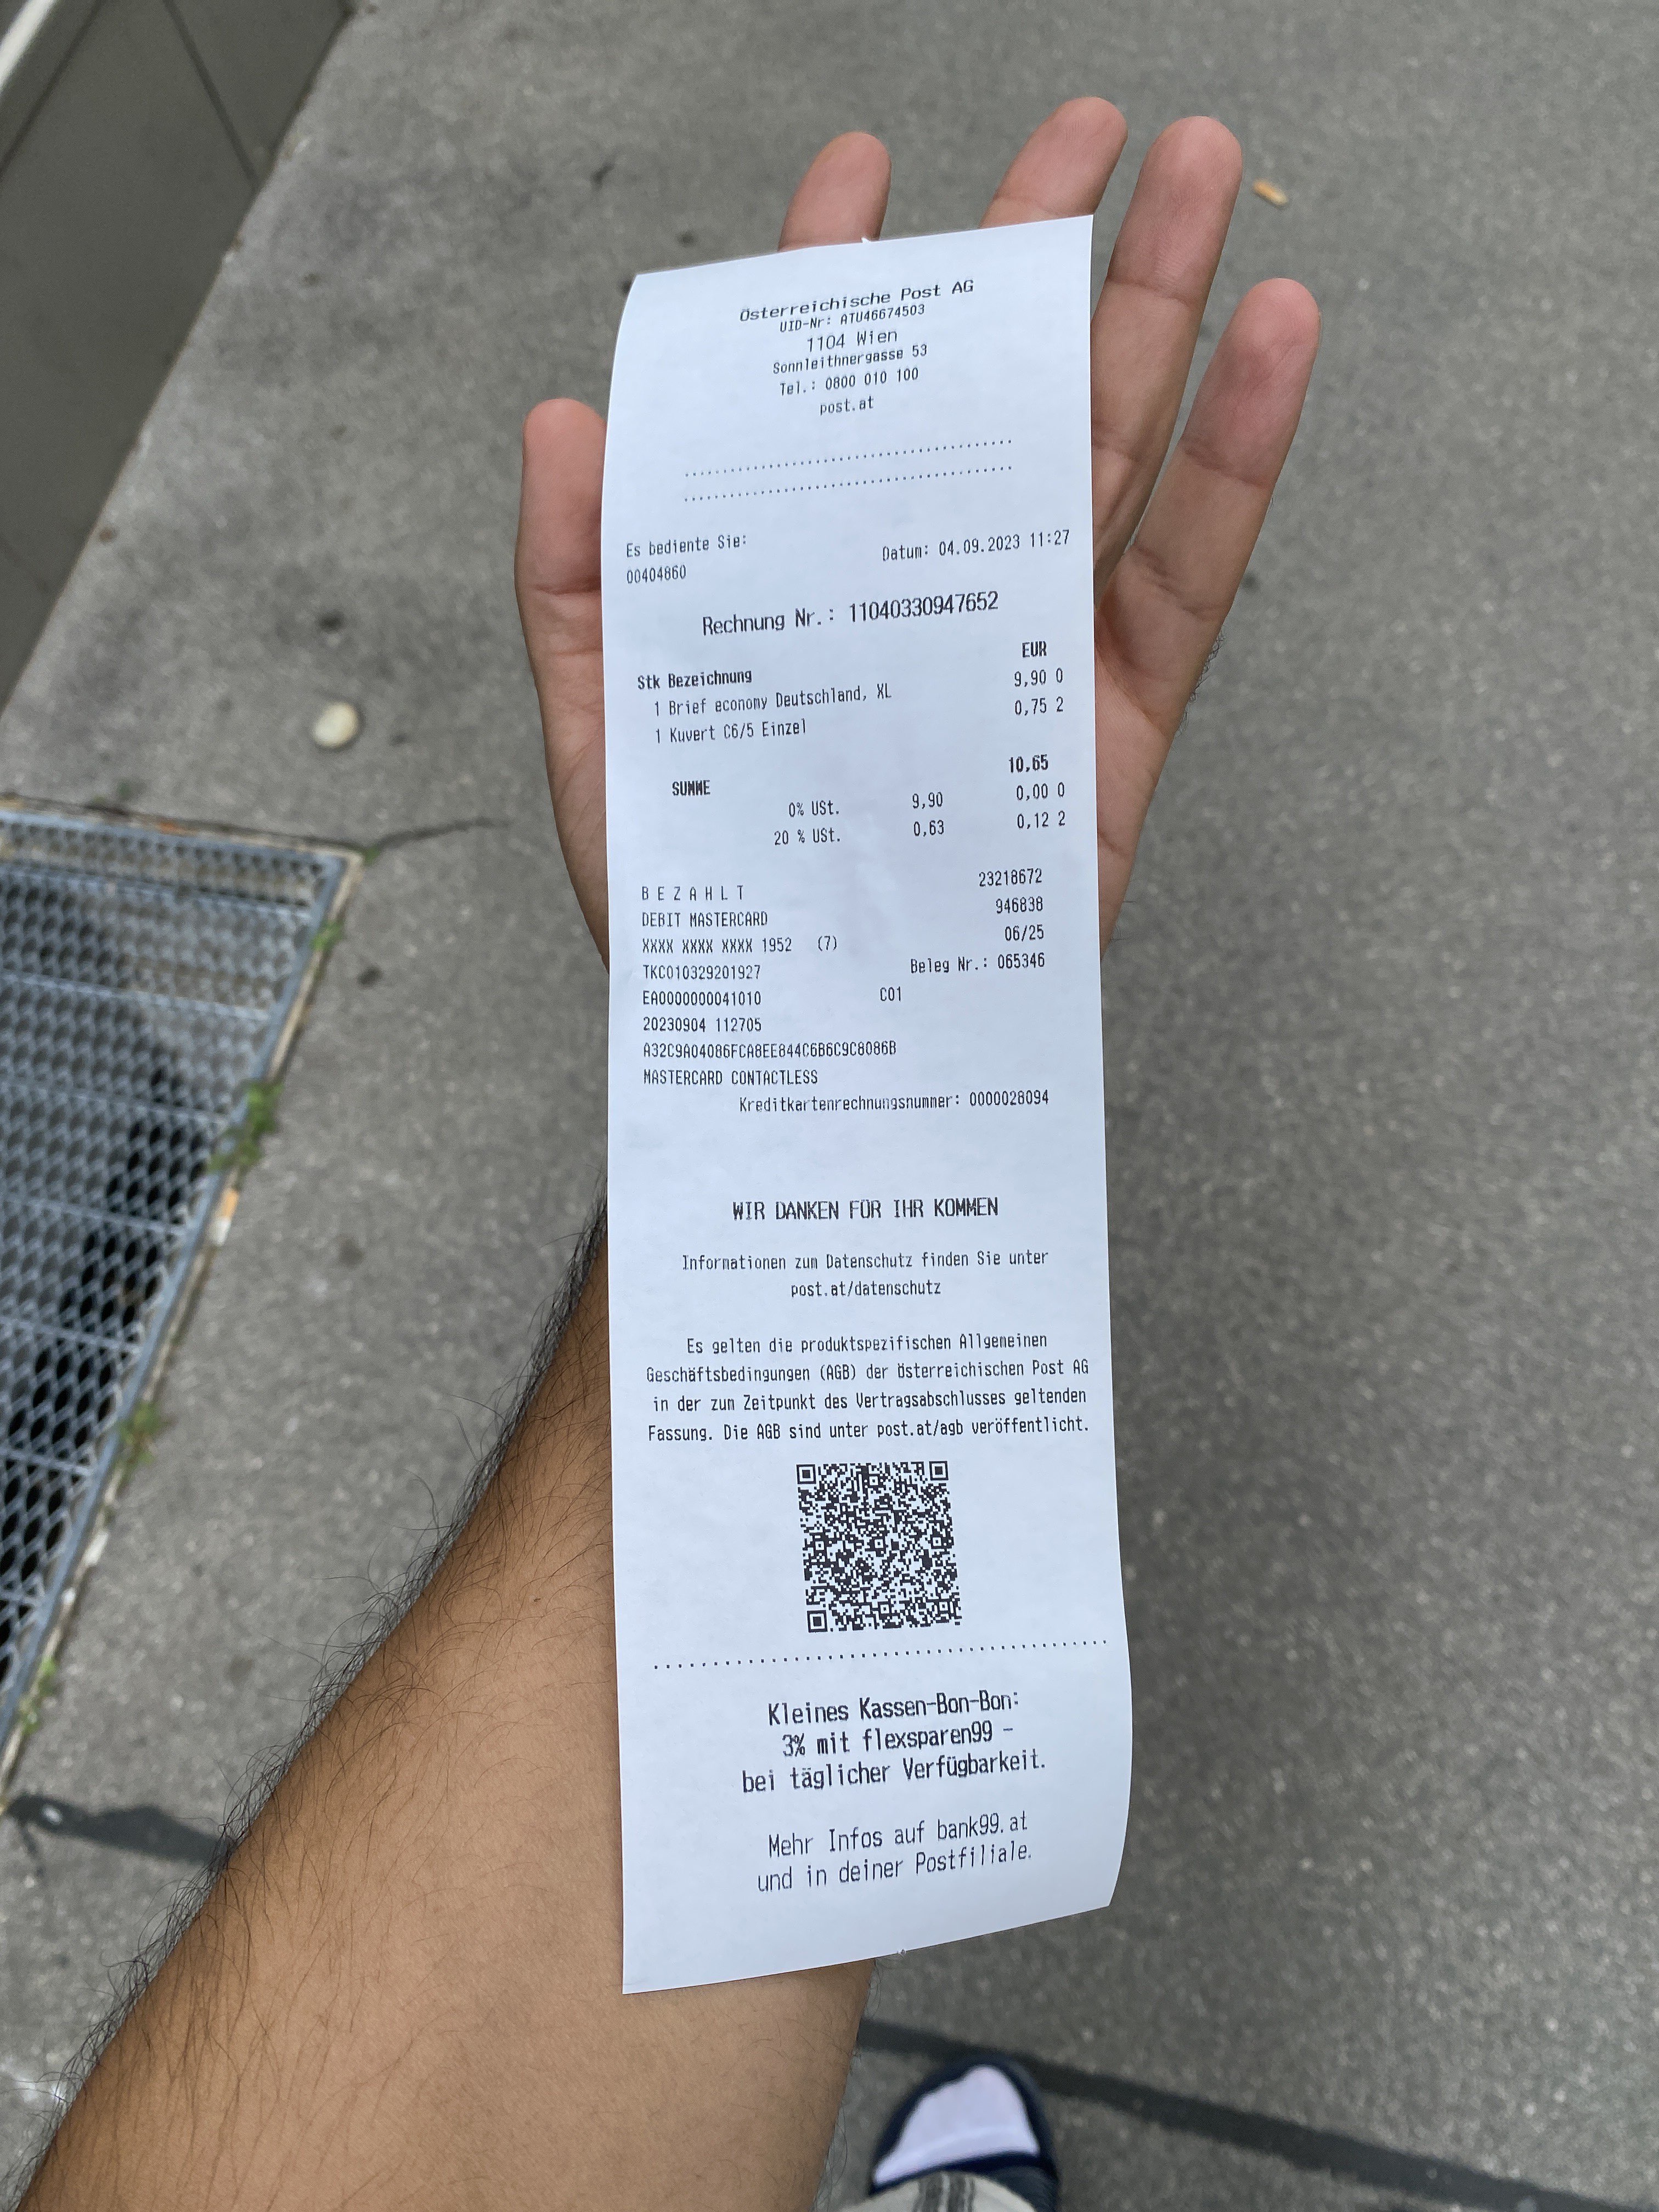 Österreichische Post AG
UID-Nr: ATU46674503
1104 Wien
Sonnleithnergasse 53
Tel.: 0800 010 100
post.at
Es bediente Sie:
00404860 Datum: 04.09.2023 11:27
Rechnung Nr.: 11040330947652
EUR
Stk Bezeichnung
1 Brief economy Deutschland, XL 9,90 0
1 Kuvert C6/5 Einzel 0,75 2
SUMME 10,65
0% USt. 9,90 0,00 0
20 % USt. 0,63 0,12 2
B E Z A H L T 23218672
DEBIT MASTERCARD 946838
XXXX XXXX XXXX 1952 (7) 06/25
TKC010329201927 Beleg Nr.: 065346
EA0000000041010 C01
20230904 112705
A32C9A04086FCA8EE844C6B6C9C8086B
MASTERCARD CONTACTLESS
Kreditkartenrechnungsnummer: 0000028094
WIR DANKEN FÜR IHR KOMMEN
Informationen zum Datenschutz finden Sie unter
post.at/datenschutz
Es gelten die produktspezifischen Allgemeinen
Geschäftsbedingungen (AGB) der Österreichischen Post AG
in der zum Zeitpunkt des Vertragsabschlusses geltenden
Fassung. Die AGB sind unter post.at/agb veröffentlicht.
Kleines Kassen-Bon-Bon:
3% mit flexsparen99 -
bei täglicher Verfügbarkeit.
Mehr Infos auf bank99.at
und in deiner Postfiliale.